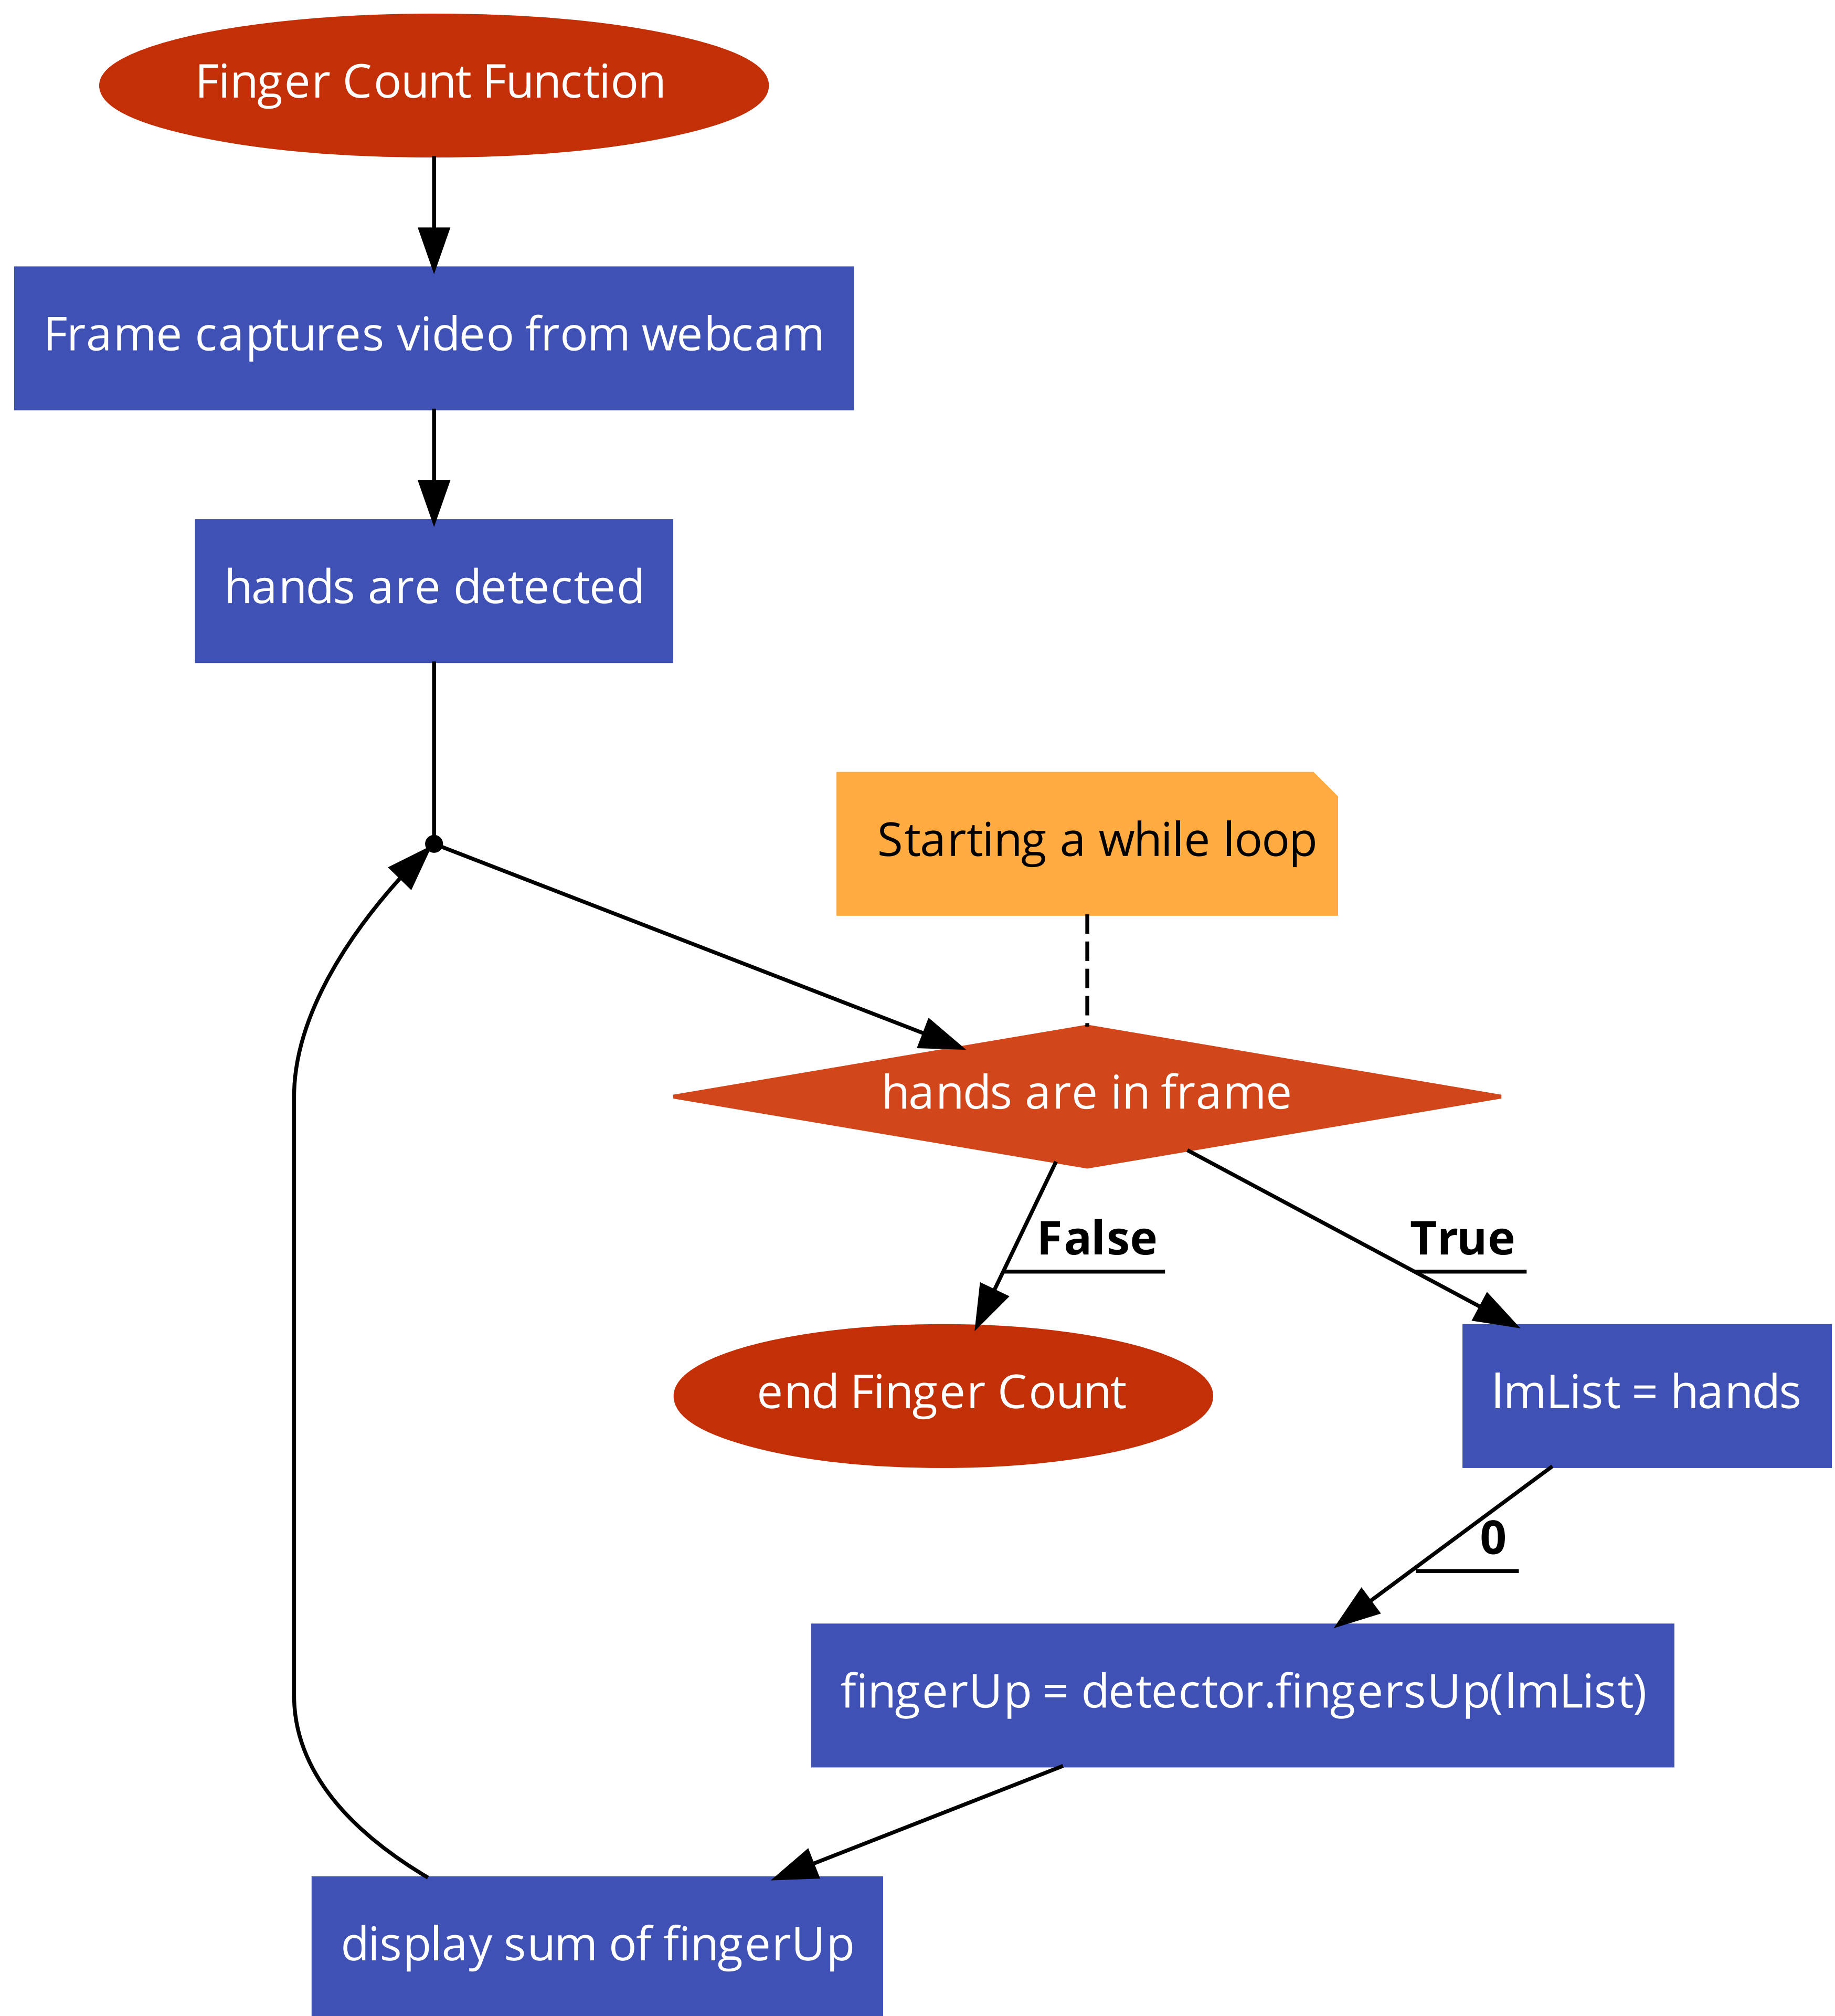 Finger Count Function
Frame captures video from webcam
hands are detected
Starting a while loop
hands are in frame
False
True
end Finger Count
lmList = hands
0
fingerUp = detector.fingersUp(lmList)
display sum of fingerUp